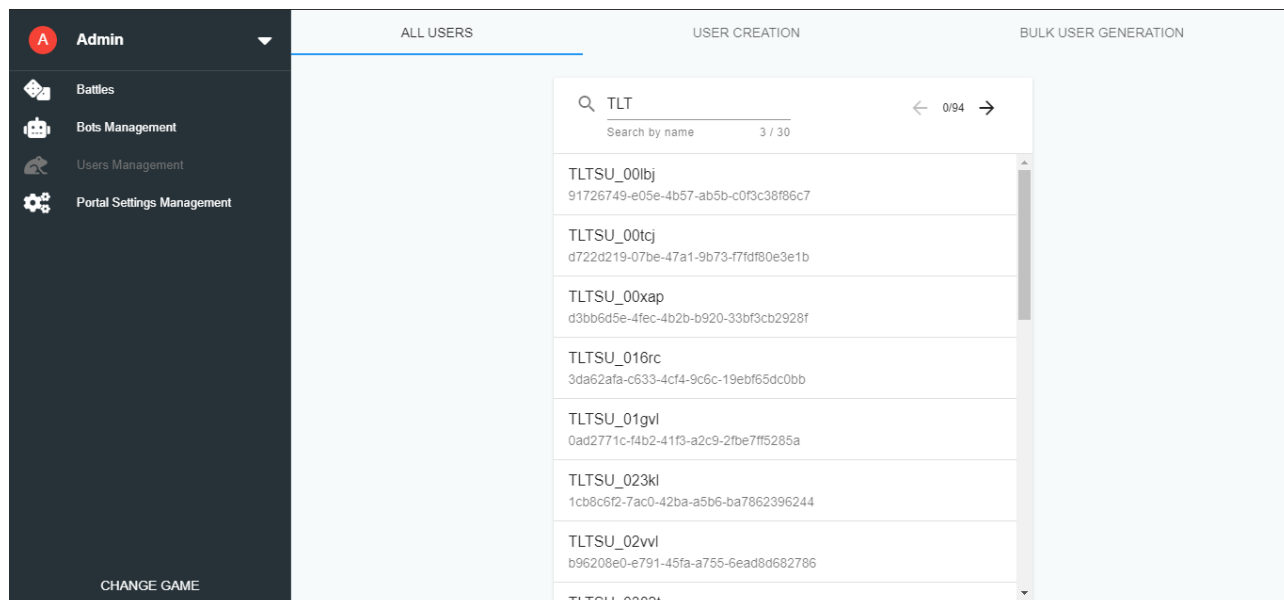 A Admin
Battles
Bots Management
Users Management
Portal Settings Management
CHANGE GAME
ALL USERS USER CREATION BULK USER GENERATION
TLT
0/94
Search by name 3 / 30
TLTSU_00lbj
91726749-e05e-4b57-ab5b-c0f3c38f86c7
TLTSU_00tcj
d722d219-07be-47a1-9b73-f7fdf80e3e1b
TLTSU_00xap
d3bb6d5e-4fec-4b2b-b920-33bf3cb2928f
TLTSU_016rc
3da62afa-c633-4cf4-9c6c-19ebf65dc0bb
TLTSU_01gvl
0ad2771c-f4b2-41f3-a2c9-2fbe7ff5285a
TLTSU_023kl
1cb8c6f2-7ac0-42ba-a5b6-ba7862396244
TLTSU_02vvl
b96208e0-e791-45fa-a755-6ead8d682786